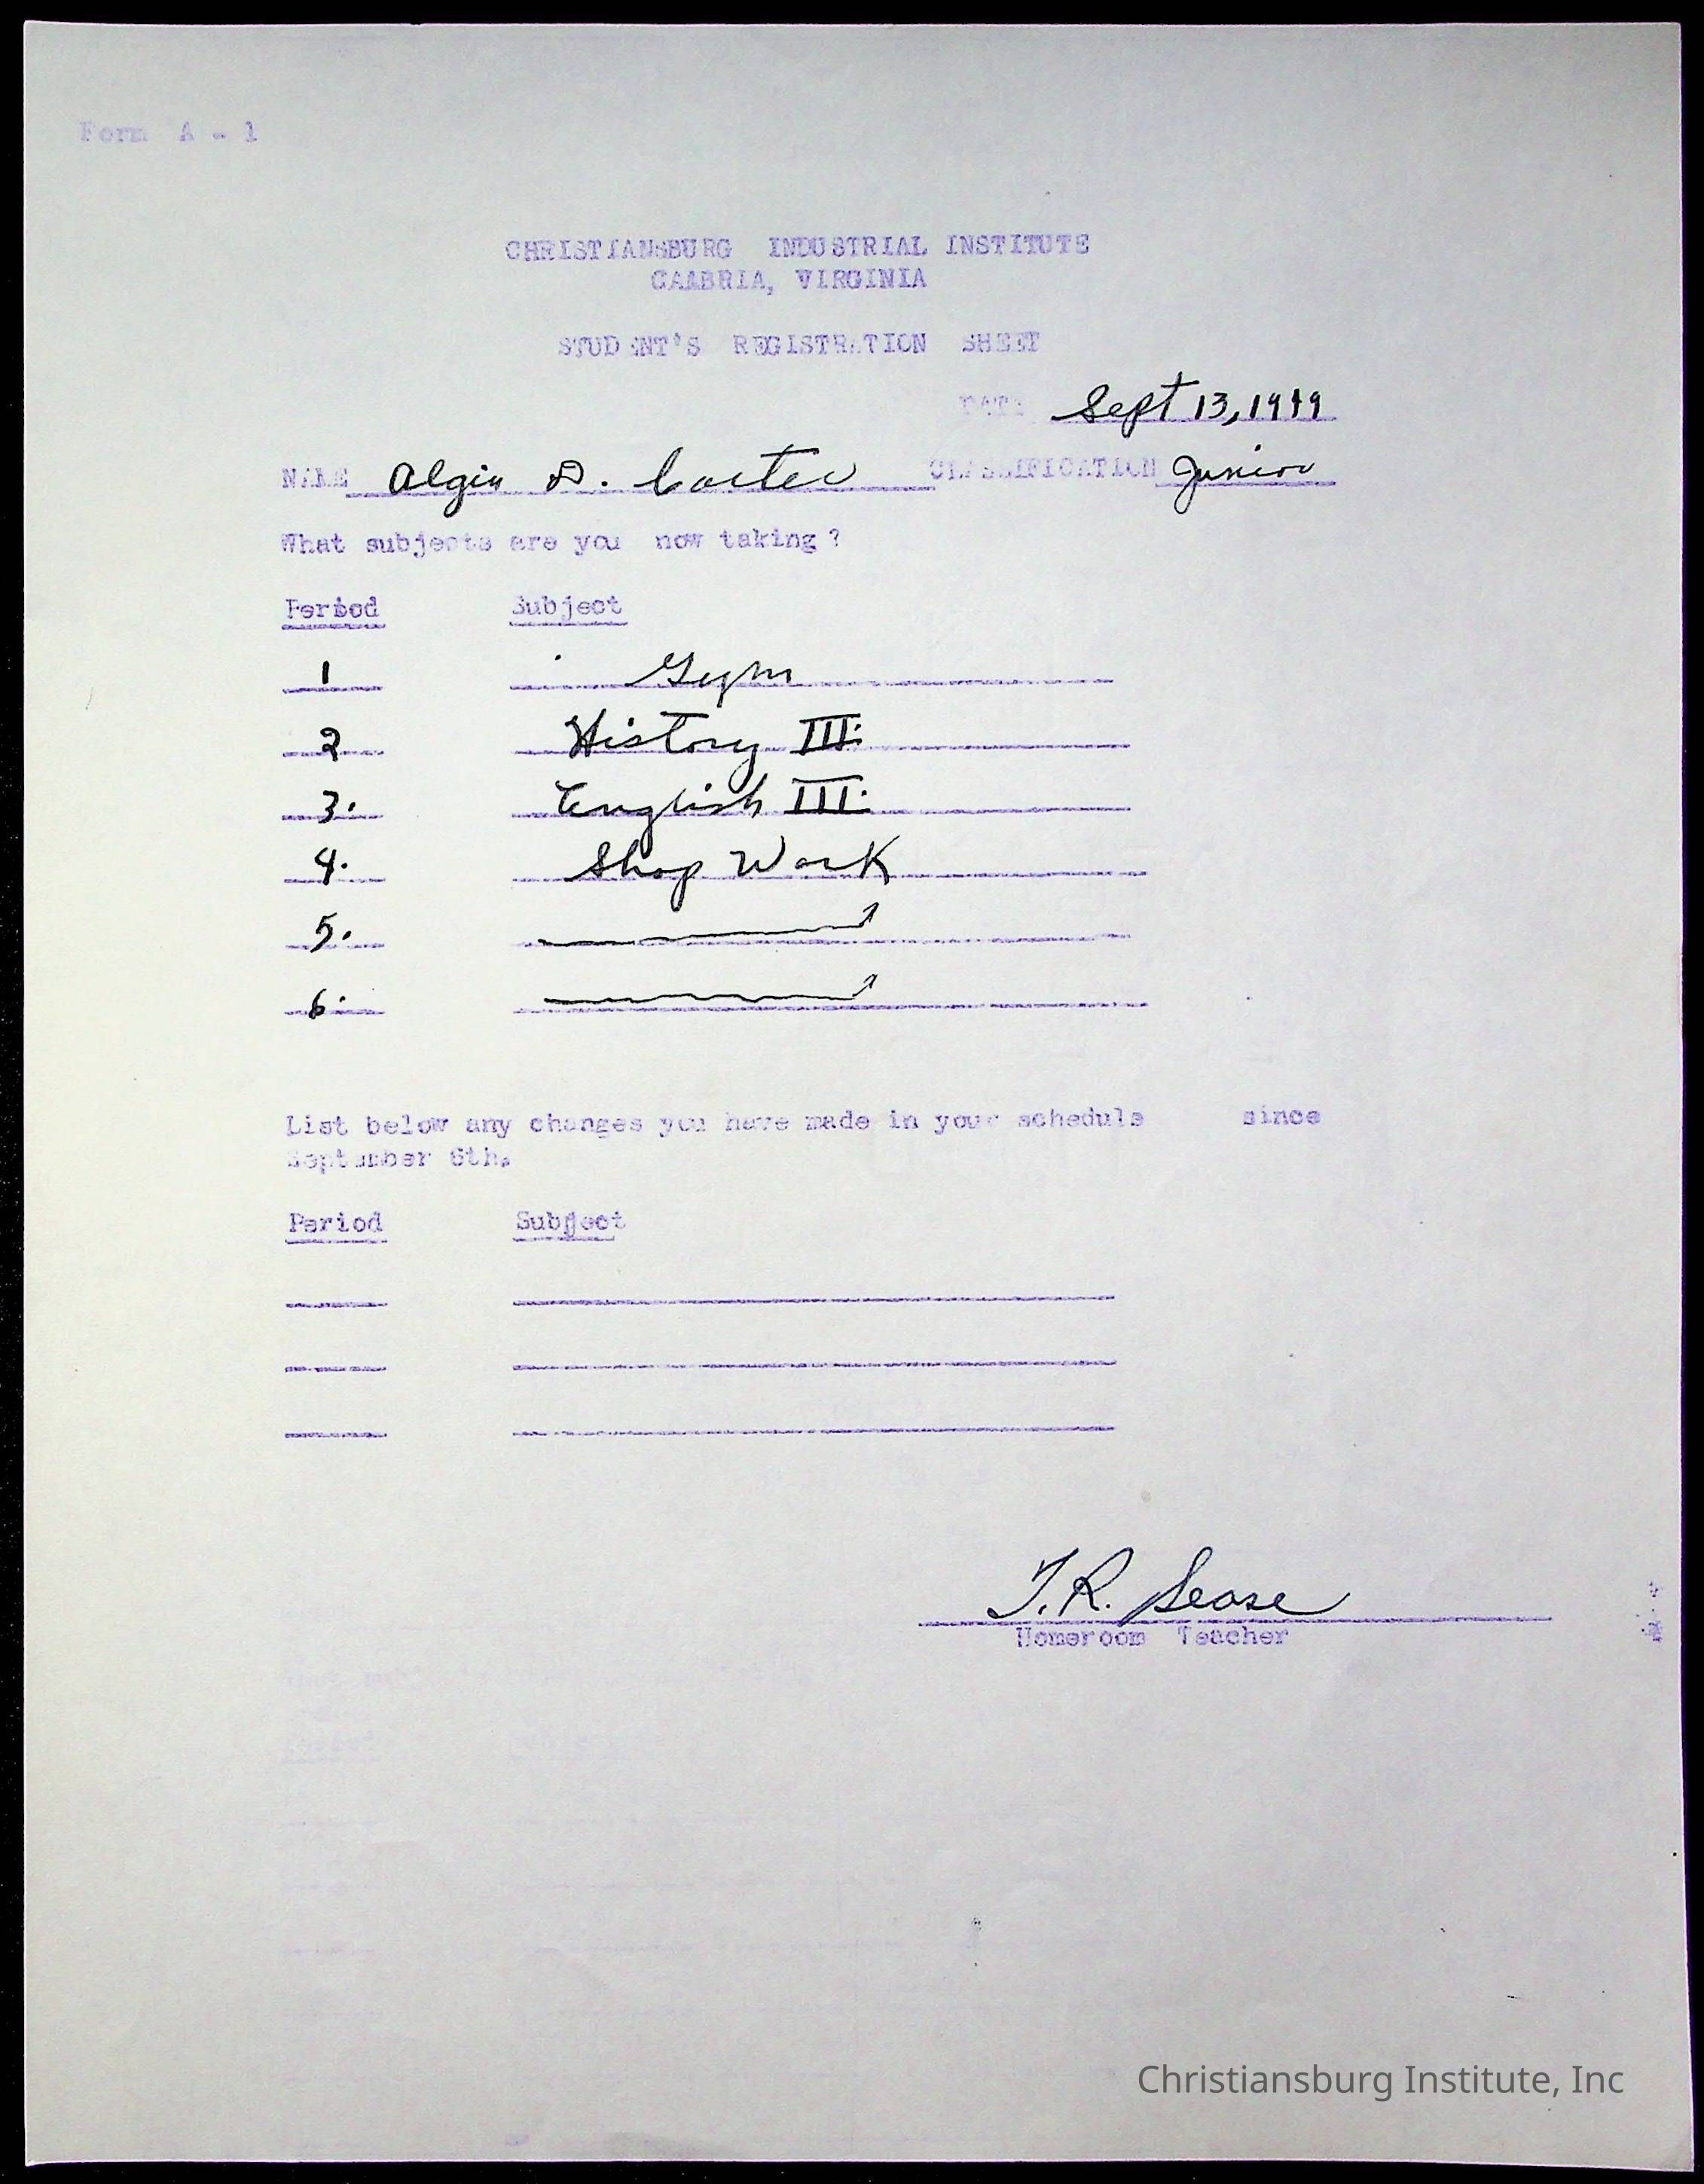 Form A - 1
CHRISTIANSBURG INDUSTRIAL INSTITUTE
CAMBRIA, VIRGINIA
STUDENT'S REGISTRATION SHEET
DATE Sept 13, 1949
NAME Algin D. Carter CLASSIFICATION Junior
What subjects are you now taking?
Period Subject
1 Gym
2 History III.
3. English III.
4. Shop Work
5.
6.
List below any changes you have made in your schedule since
September 6th.
Period Subject
T.R. Sease
Homeroom Teacher
Christiansburg Institute, Inc